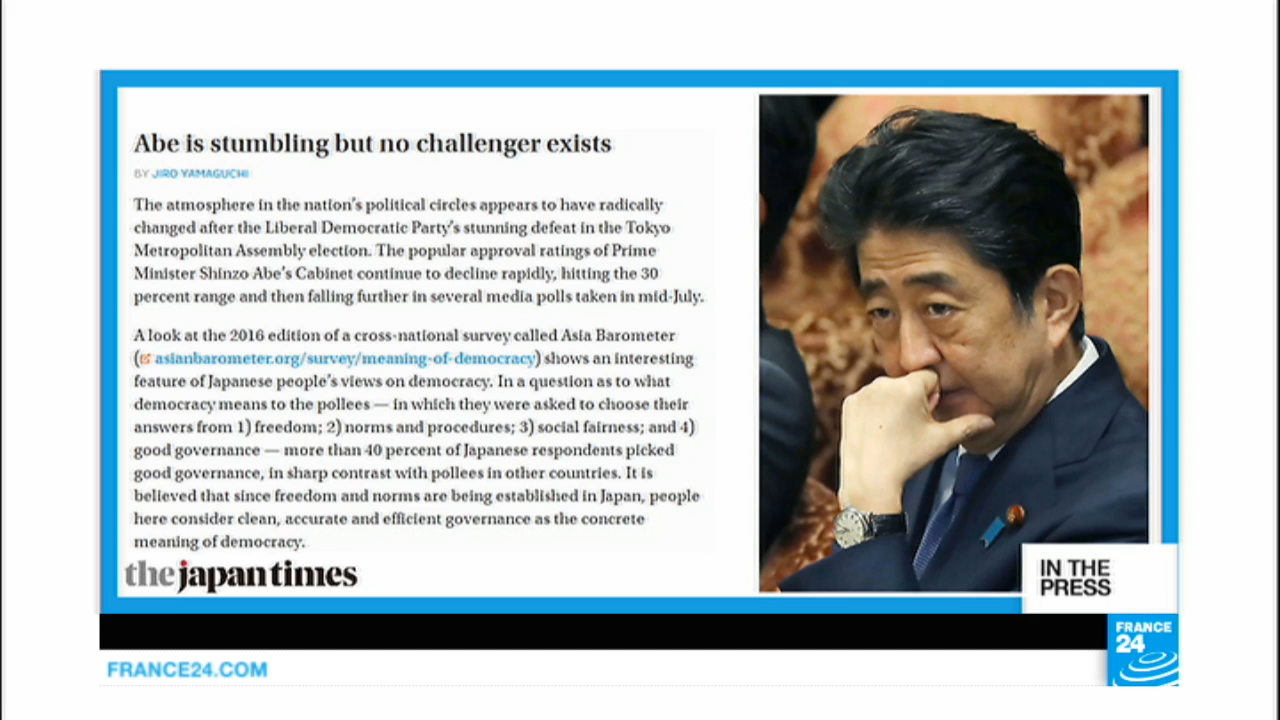 Abe is stumbling but no challenger exists
BY JIRO YAMAGUCHI
The atmosphere in the nation's political circles appears to have radically
changed after the Liberal Democratic Party's stunning defeat in the Tokyo
Metropolitan Assembly election. The popular approval ratings of Prime
Minister Shinzo Abe's Cabinet continue to decline rapidly, hitting the 30
percent range and then falling further in several media polls taken in mid-July.
A look at the 2016 edition of a cross-national survey called Asia Barometer
(asianbarometer.org/survey/meaning-of-democracy) shows an interesting
feature of Japanese people's views on democracy. In a question as to what
democracy means to the pollees — in which they were asked to choose their
answers from 1) freedom; 2) norms and procedures; 3) social fairness; and 4)
good governance — more than 40 percent of Japanese respondents picked
good governance, in sharp contrast with pollees in other countries. It is
believed that since freedom and norms are being established in Japan, people
here consider clean, accurate and efficient governance as the concrete
meaning of democracy.
the japan times
IN THE
PRESS
FRANCE
24
FRANCE24.COM